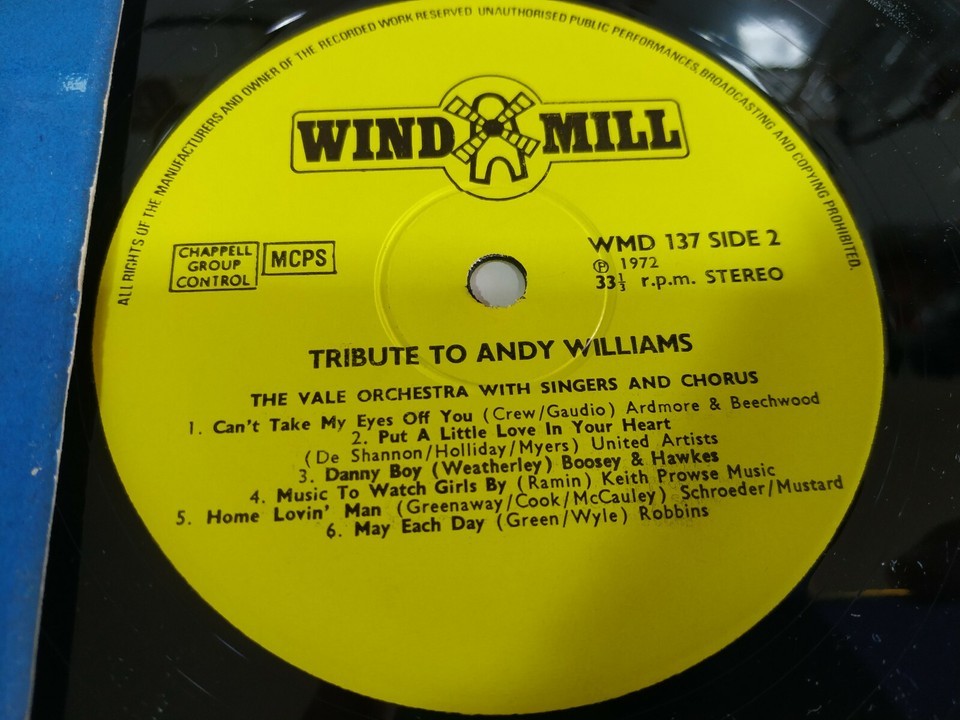 ALL RIGHTS OF THE MANUFACTURERS AND OWNER OF THE RECORDED WORK RESERVED UNAUTHORISED PUBLIC PERFORMANCES, BROADCASTING AND COPYING PROHIBITED.
WIND MILL
CHAPPELL
GROUP
CONTROL
MCPS
WMD 137 SIDE 2
Ⓟ 1972
33⅓ r.p.m. STEREO
TRIBUTE TO ANDY WILLIAMS
THE VALE ORCHESTRA WITH SINGERS AND CHORUS
1. Can't Take My Eyes Off You (Crew/Gaudio) Ardmore & Beechwood
2. Put A Little Love In Your Heart
(De Shannon/Holliday/Myers) United Artists
3. Danny Boy (Weatherley) Boosey & Hawkes
4. Music To Watch Girls By (Ramin) Keith Prowse Music
5. Home Lovin' Man (Greenaway/Cook/McCauley) Schroeder/Mustard
6. May Each Day (Green/Wyle) Robbins